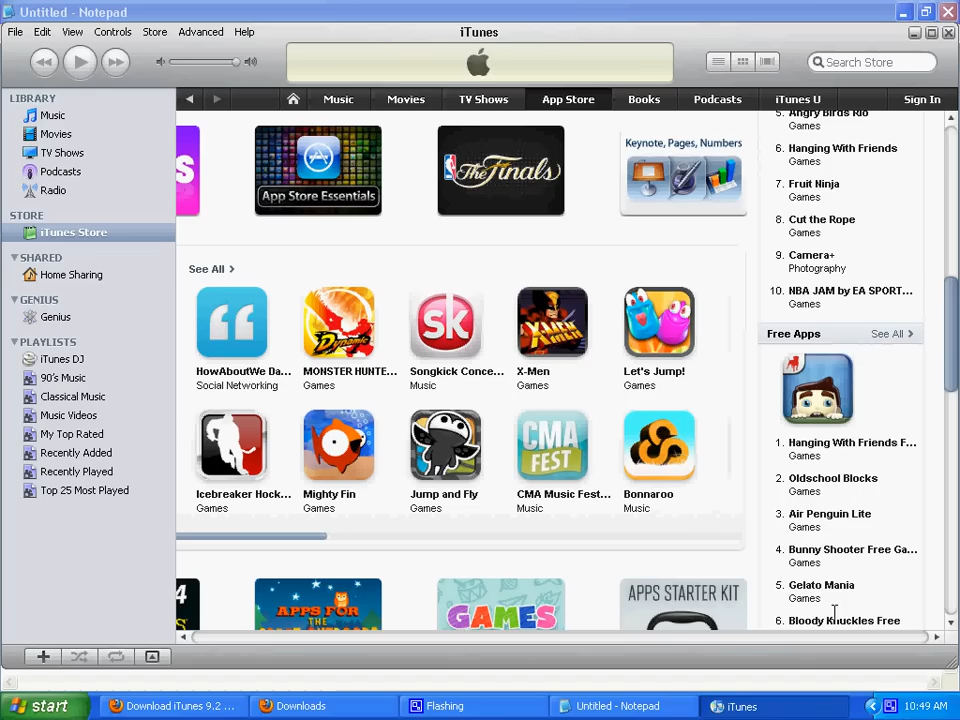 Untitled - Notepad
File Edit View Controls Store Advanced Help
iTunes
Search Store
LIBRARY
Music
Movies
TV Shows
Podcasts
Radio
STORE
iTunes Store
SHARED
Home Sharing
GENIUS
Genius
PLAYLISTS
iTunes DJ
90's Music
Classical Music
Music Videos
My Top Rated
Recently Added
Recently Played
Top 25 Most Played
Music Movies TV Shows App Store Books Podcasts iTunes U Sign In
S
App Store Essentials
NBA The Finals
Keynote, Pages, Numbers
See All >
HowAboutWe Da...
Social Networking
MONSTER HUNTE...
Games
Songkick Conce...
Music
X-Men
Games
Let's Jump!
Games
Icebreaker Hock...
Games
Mighty Fin
Games
Jump and Fly
Games
CMA Music Fest...
Music
Bonnaroo
Music
Dynamic
SK
X-MEN
CMA
FEST
4
APPS FOR
GAMES
APPS STARTER KIT
5. Angry Birds Rio
Games
6. Hanging With Friends
Games
7. Fruit Ninja
Games
8. Cut the Rope
Games
9. Camera+
Photography
10. NBA JAM by EA SPORT...
Games
Free Apps See All >
1. Hanging With Friends F...
Games
2. Oldschool Blocks
Games
3. Air Penguin Lite
Games
4. Bunny Shooter Free Ga...
Games
5. Gelato Mania
Games
6. Bloody Knuckles Free
start
Download iTunes 9.2 ...
Downloads
Flashing
Untitled - Notepad
iTunes
10:49 AM